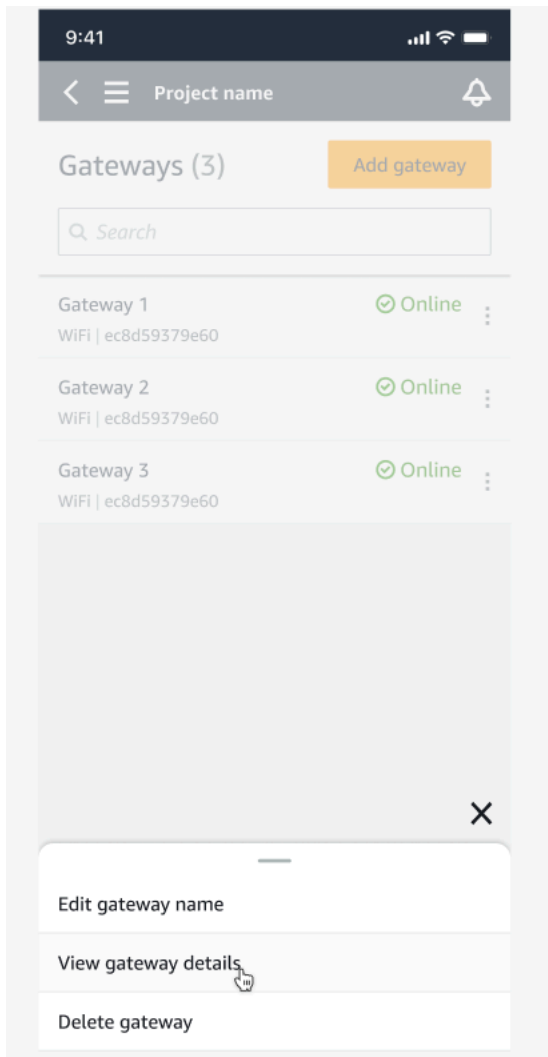 9:41
Project name
Gateways (3)
Add gateway
Search
Gateway 1
Online
WiFi | ec8d59379e60
Gateway 2
Online
WiFi | ec8d59379e60
Gateway 3
Online
WiFi | ec8d59379e60
Edit gateway name
View gateway details
Delete gateway